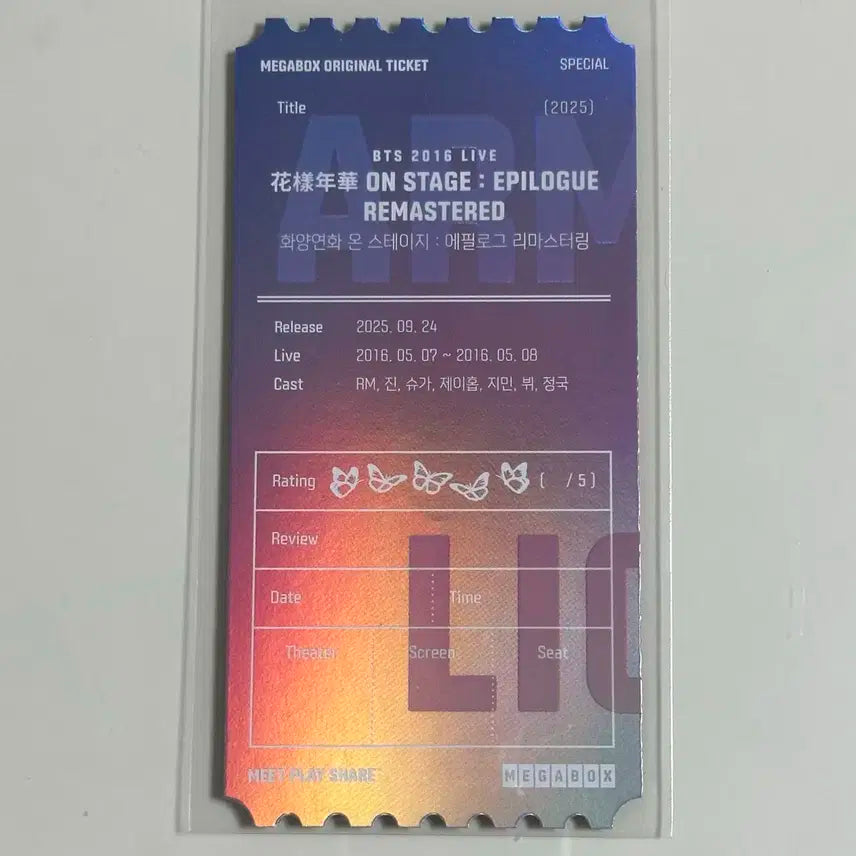 MEGABOX ORIGINAL TICKET SPECIAL
Title (2025)
ARM
BTS 2016 LIVE
花樣年華 ON STAGE : EPILOGUE
REMASTERED
화양연화 온 스테이지 : 에필로그 리마스터링
Release 2025. 09. 24
Live 2016. 05. 07 ~ 2016. 05. 08
Cast RM, 진, 슈가, 제이홉, 지민, 뷔, 정국
Rating ( / 5 )
Review
LIG
Date Time
Theater Screen Seat
MEET PLAY SHARE MEGABOX